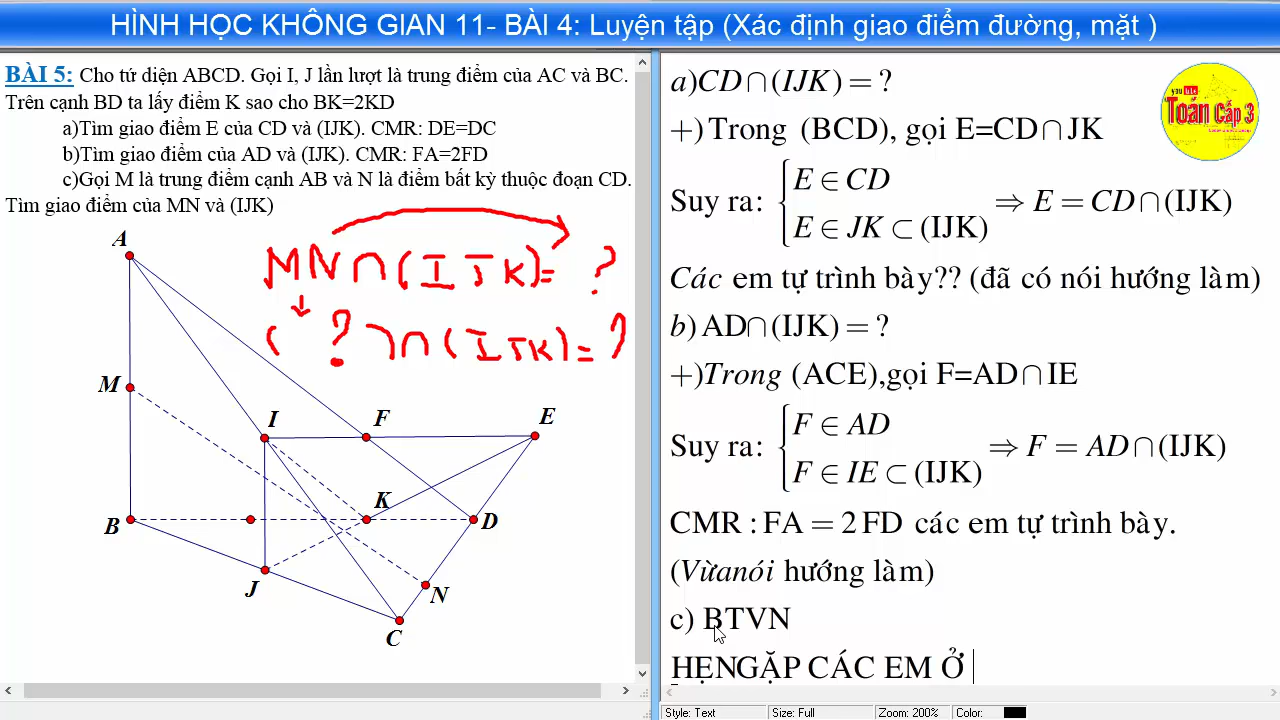 HÌNH HỌC KHÔNG GIAN 11- BÀI 4: Luyện tập (Xác định giao điểm đường, mặt )
BÀI 5: Cho tứ diện ABCD. Gọi I, J lần lượt là trung điểm của AC và BC.
Trên cạnh BD ta lấy điểm K sao cho BK=2KD
a)Tìm giao điểm E của CD và (IJK). CMR: DE=DC
b)Tìm giao điểm của AD và (IJK). CMR: FA=2FD
c)Gọi M là trung điểm cạnh AB và N là điểm bất kỳ thuộc đoạn CD.
Tìm giao điểm của MN và (IJK)
MN∩(IJK)= ?
( ? )∩(IJK)=?
A
M
I
F
E
B
K
D
J
N
C
a)CD∩(IJK)=?
+) Trong (BCD), gọi E=CD∩JK
Suy ra: { E ∈ CD
E ∈ JK ⊂ (IJK) ⇒ E = CD∩(IJK)
Các em tự trình bày?? (đã có nói hướng làm)
b) AD∩(IJK)=?
+)Trong (ACE),gọi F=AD∩IE
Suy ra: { F ∈ AD
F ∈ IE ⊂ (IJK) ⇒ F = AD∩(IJK)
CMR : FA = 2 FD các em tự trình bày.
(Vừanói hướng làm)
c) BTVN
HẸNGẶP CÁC EM Ở
You Tube
Toán Cấp 3
Style: Text
Size: Full
Zoom: 200%
Color: